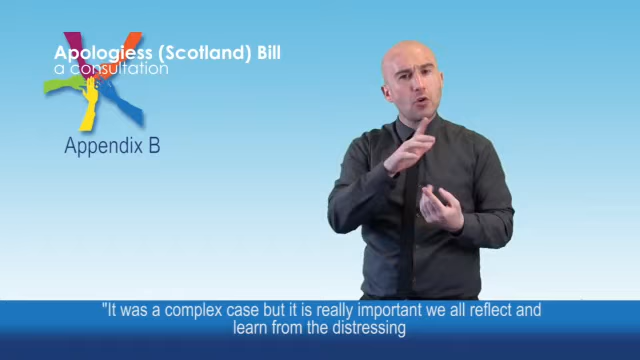 Apologiess (Scotland) Bill
a consultation
Appendix B
"It was a complex case but it is really important we all reflect and
learn from the distressing